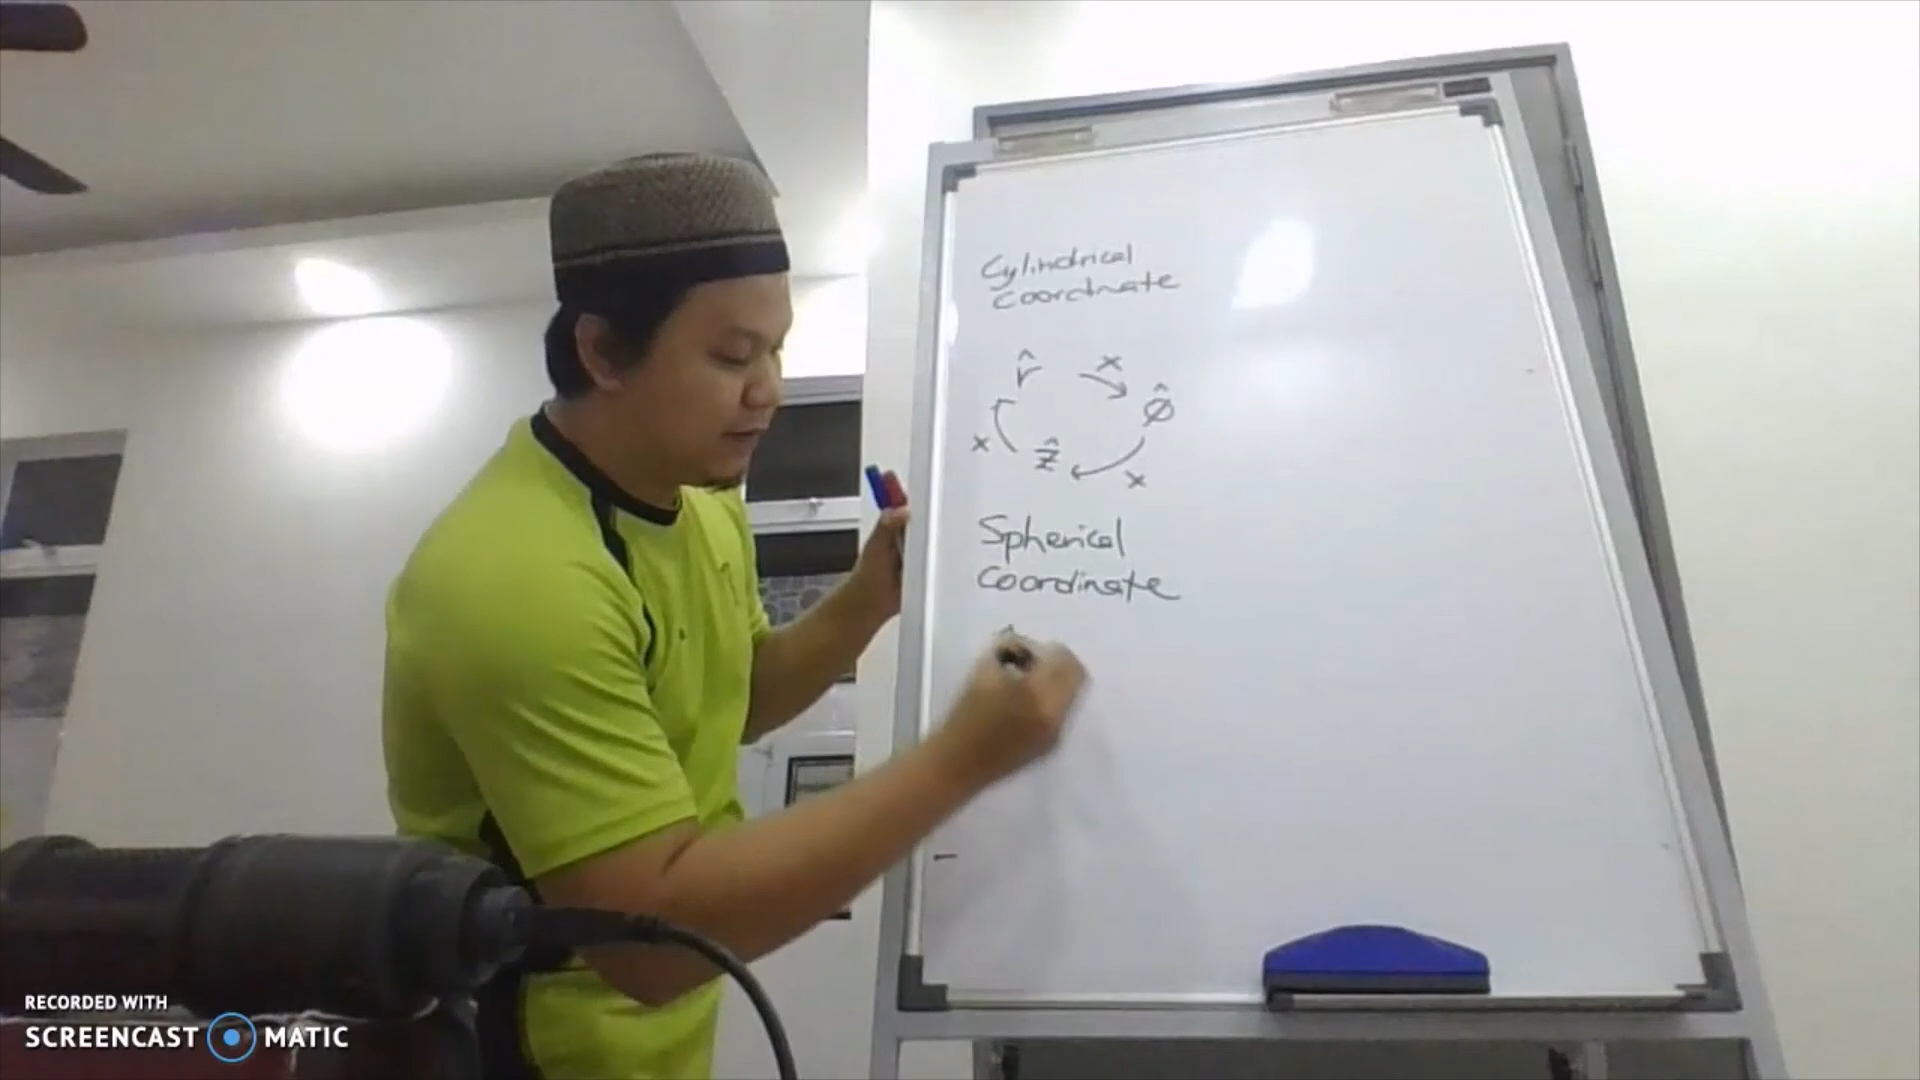 Cylindrical
Coordinate
r̂ x
ϕ̂
x ẑ x
Spherical
Coordinate
RECORDED WITH
SCREENCAST MATIC